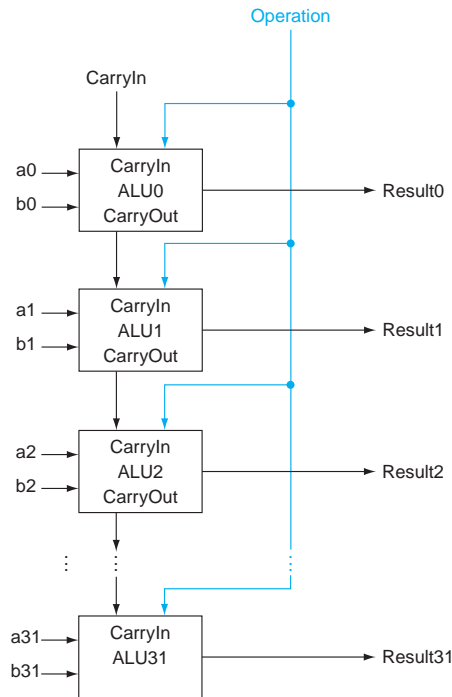 Operation
CarryIn
a0
b0
CarryIn
ALU0
CarryOut
Result0
a1
b1
CarryIn
ALU1
CarryOut
Result1
a2
b2
CarryIn
ALU2
CarryOut
Result2
a31
b31
CarryIn
ALU31
Result31